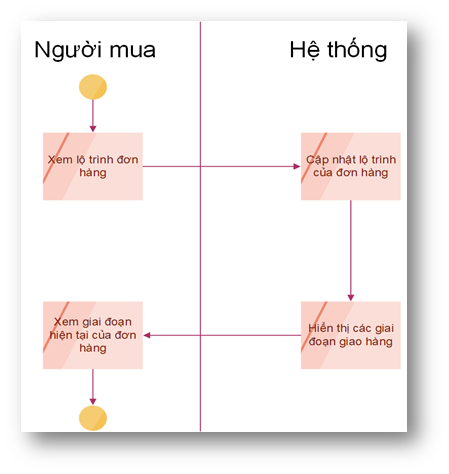 Người mua
Hệ thống
Xem lộ trình đơn
hàng
Cập nhật lộ trình
của đơn hàng
Xem giai đoạn
hiện tại của đơn
hàng
Hiển thị các giai
đoạn giao hàng